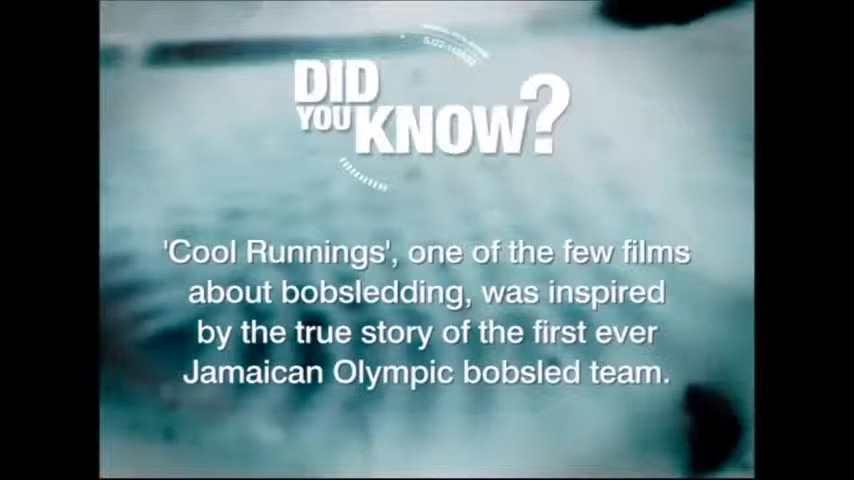 DID
YOU KNOW?
'Cool Runnings', one of the few films
about bobsledding, was inspired
by the true story of the first ever
Jamaican Olympic bobsled team.